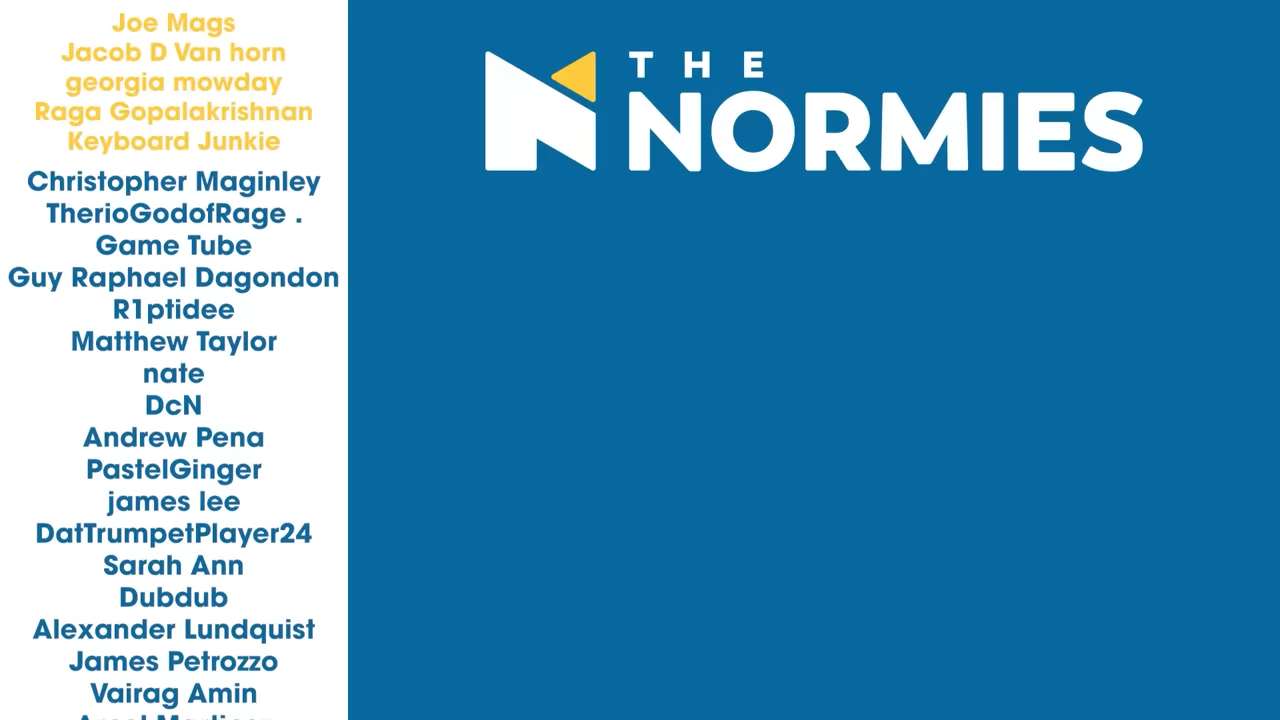 Joe Mags
Jacob D Van horn
georgia mowday
Raga Gopalakrishnan
Keyboard Junkie
Christopher Maginley
TherioGodofRage .
Game Tube
Guy Raphael Dagondon
R1ptidee
Matthew Taylor
nate
DcN
Andrew Pena
PastelGinger
james lee
DatTrumpetPlayer24
Sarah Ann
Dubdub
Alexander Lundquist
James Petrozzo
Vairag Amin
THE
NORMIES